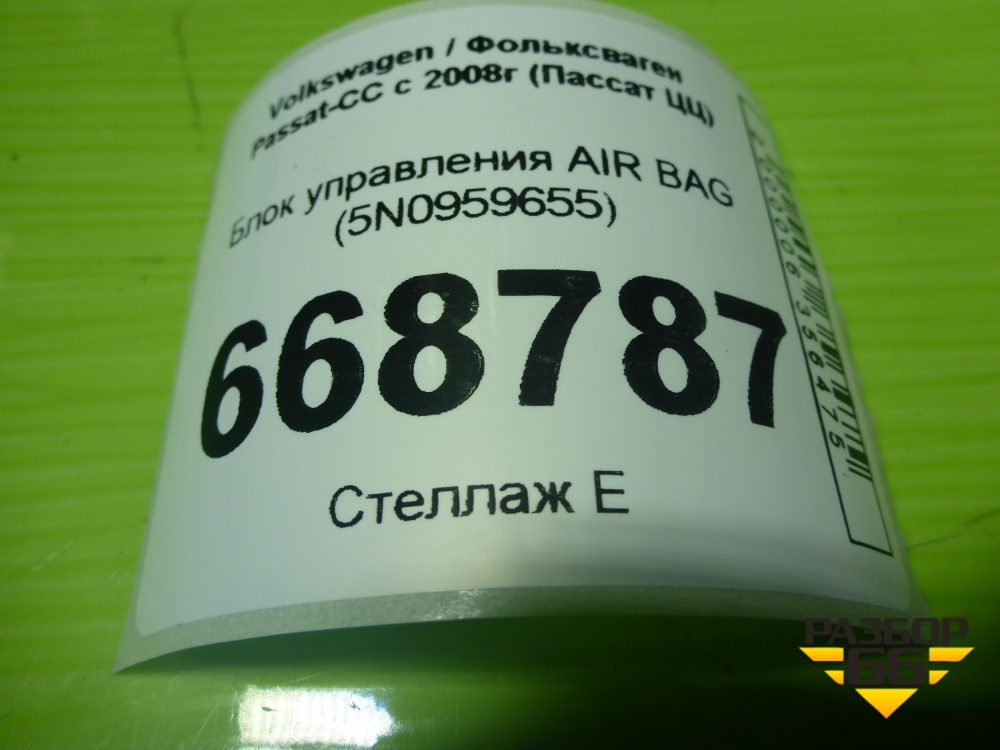 Volkswagen / Фольксваген
Passat-CC с 2008г (Пассат ЦЦ)
Блок управления AIR BAG
(5N0959655)
668787
Стеллаж Е
РАЗБОР
66